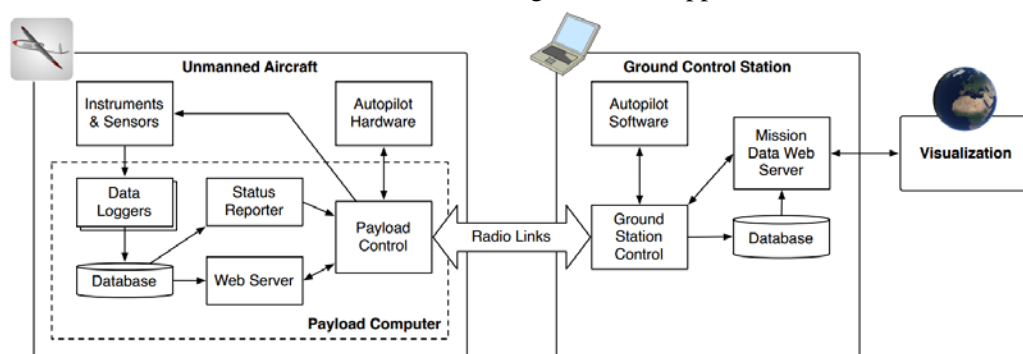 Unmanned Aircraft
Instruments
& Sensors
Autopilot
Hardware
Data
Loggers
Status
Reporter
Payload
Control
Database
Web Server
Payload Computer
Radio Links
Ground Control Station
Autopilot
Software
Mission
Data Web
Server
Ground
Station
Control
Database
Visualization